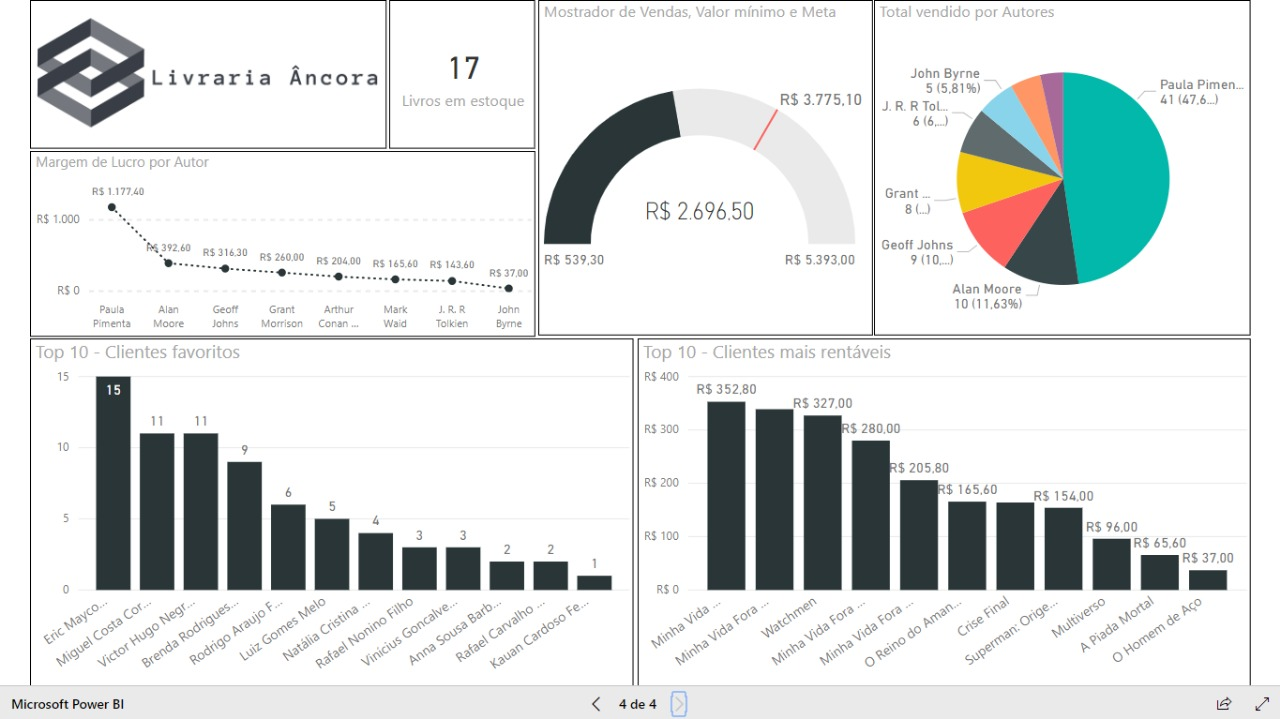 Livraria Âncora
17
Livros em estoque
Mostrador de Vendas, Valor mínimo e Meta
R$ 3.775,10
R$ 2.696,50
R$ 539,30
R$ 5.393,00
Total vendido por Autores
John Byrne
5 (5,81%)
J. R. R Tol...
6 (6,...)
Grant ...
8 (...)
Geoff Johns
9 (10,...)
Alan Moore
10 (11,63%)
Paula Pimen...
41 (47,6...)
Margem de Lucro por Autor
R$ 1.000
R$ 0
R$ 1.177,40
R$ 392,60
R$ 316,30
R$ 260,00
R$ 204,00
R$ 165,60
R$ 143,60
R$ 37,00
Paula
Pimenta
Alan
Moore
Geoff
Johns
Grant
Morrison
Arthur
Conan ...
Mark
Waid
J. R. R
Tolkien
John
Byrne
Top 10 - Clientes favoritos
15
10
5
0
15
11
11
9
6
5
4
3
3
2
2
1
Eric Mayco...
Miguel Costa Cor...
Victor Hugo Negr...
Brenda Rodrigues...
Rodrigo Araujo F...
Luiz Gomes Melo
Natália Cristina ...
Rafael Nonino Filho
Vinicius Gonçalve...
Anna Sousa Barb...
Rafael Carvalho ...
Kauan Cardoso Fe...
Top 10 - Clientes mais rentáveis
R$ 400
R$ 300
R$ 200
R$ 100
R$ 0
R$ 352,80
R$ 327,00
R$ 280,00
R$ 205,80
R$ 165,60
R$ 154,00
R$ 96,00
R$ 65,60
R$ 37,00
Minha Vida ...
Minha Vida Fora ...
Watchmen
Minha Vida Fora ...
Minha Vida Fora ...
O Reino do Aman...
Crise Final
Superman: Orige...
Multiverso
A Piada Mortal
O Homem de Aço
Microsoft Power BI
4 de 4